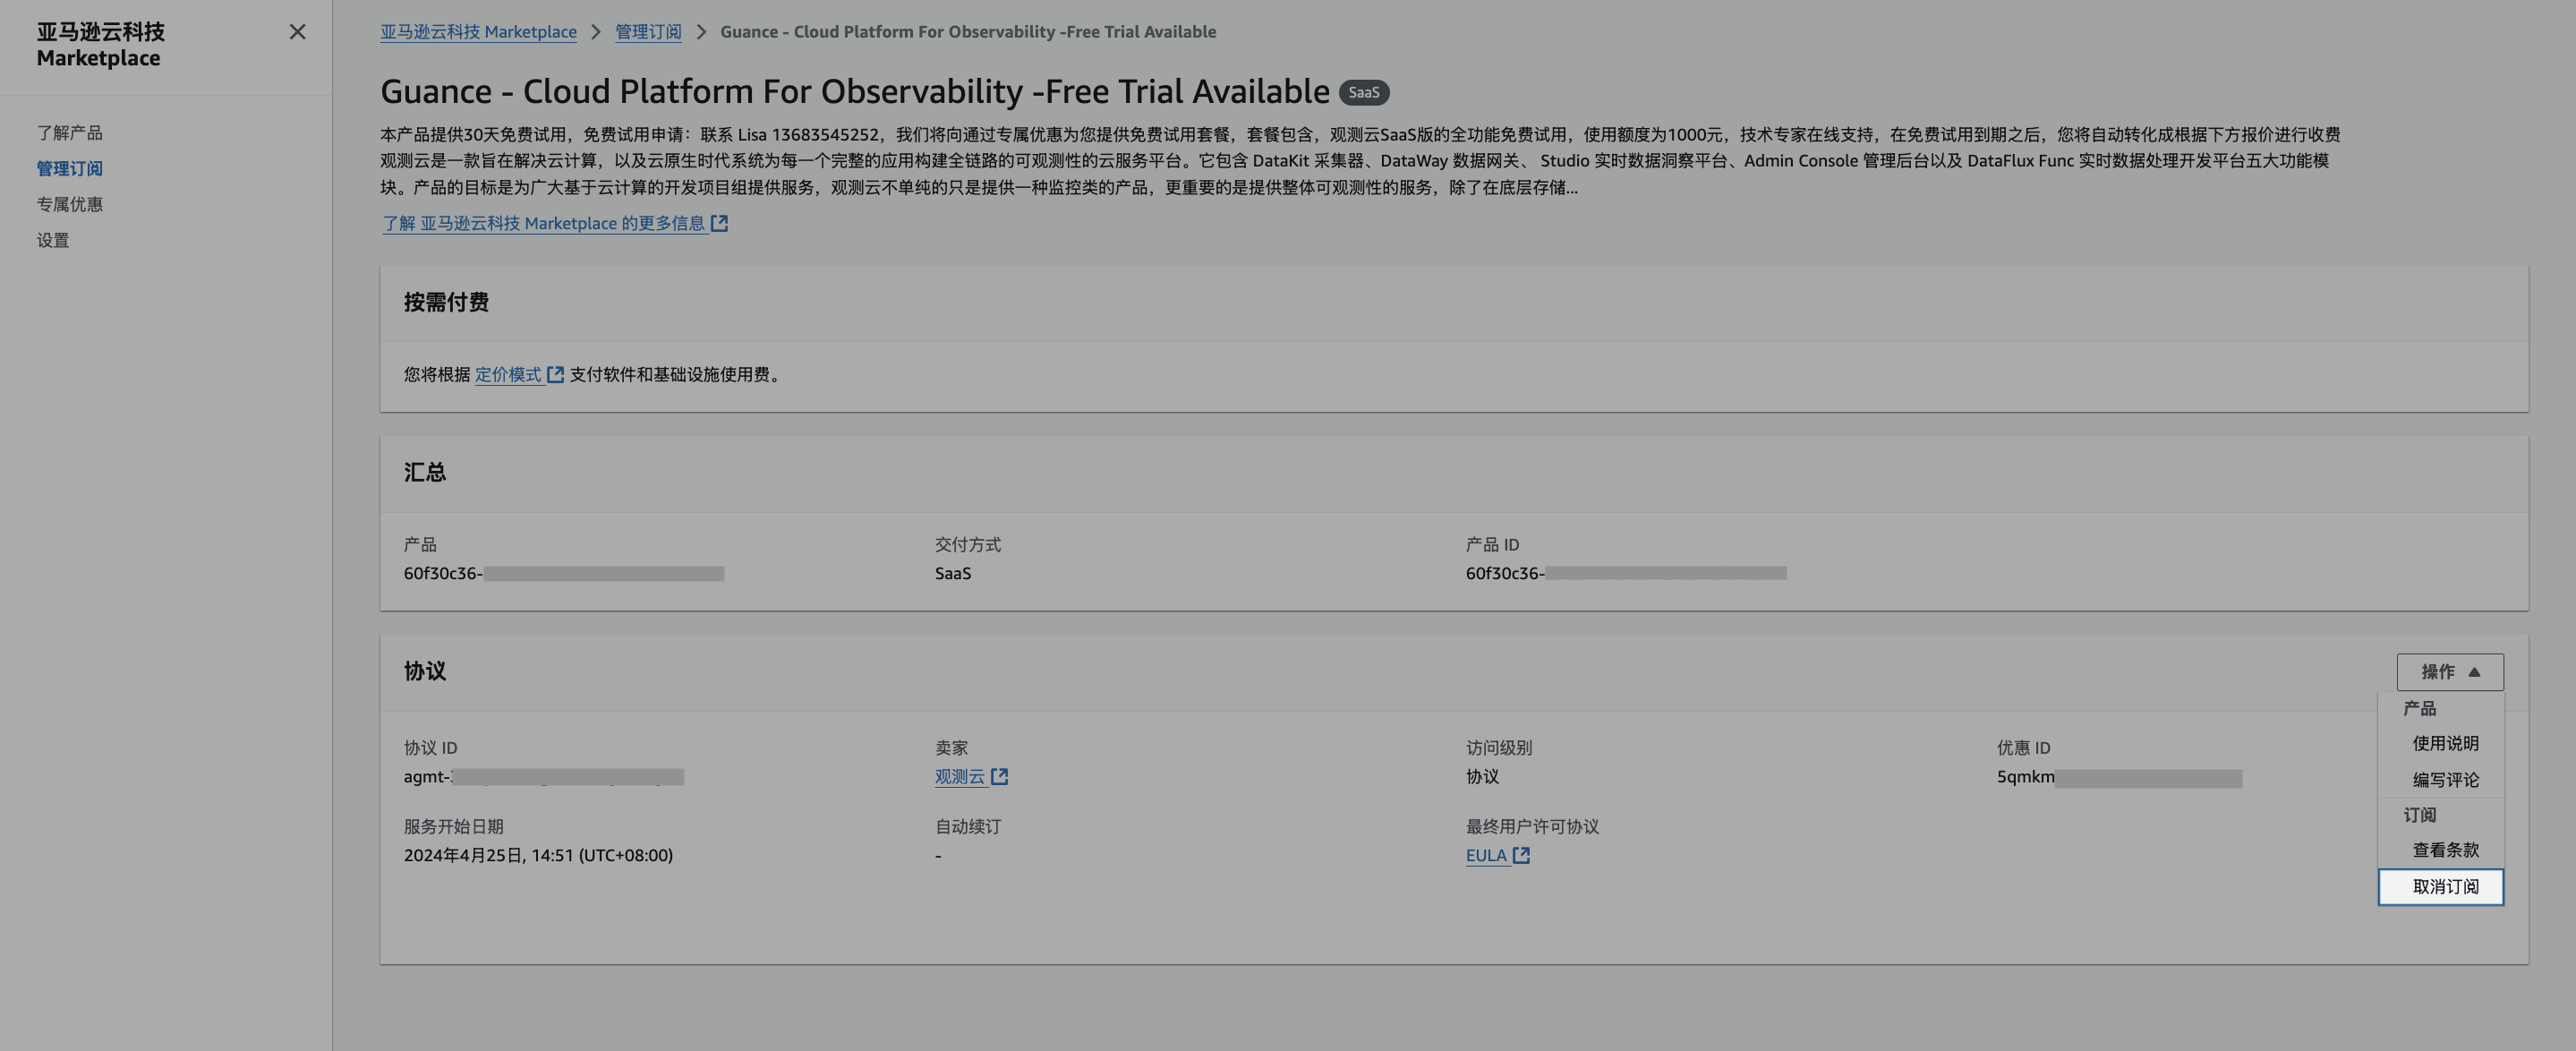 亚马逊云科技
Marketplace
了解产品
管理订阅
专属优惠
设置
亚马逊云科技 Marketplace > 管理订阅 > Guance - Cloud Platform For Observability -Free Trial Available
Guance - Cloud Platform For Observability -Free Trial Available SaaS
本产品提供30天免费试用，免费试用申请：联系 Lisa 13683545252，我们将向通过专属优惠为您提供免费试用套餐，套餐包含，观测云SaaS版的全功能免费试用，使用额度为1000元，技术专家在线支持，在免费试用到期之后，您将自动转化成根据下方报价进行收费
观测云是一款旨在解决云计算，以及云原生时代系统为每一个完整的应用构建全链路的可观测性的云服务平台。它包含 DataKit 采集器、DataWay 数据网关、 Studio 实时数据洞察平台、Admin Console 管理后台以及 DataFlux Func 实时数据处理开发平台五大功能模
块。产品的目标是为广大基于云计算的开发项目组提供服务，观测云不单纯的只是提供一种监控类的产品，更重要的是提供整体可观测性的服务，除了在底层存储...
了解 亚马逊云科技 Marketplace 的更多信息
按需付费
您将根据 定价模式 支付软件和基础设施使用费。
汇总
产品 交付方式 产品 ID
60f30c36- SaaS 60f30c36-
协议 操作
产品
使用说明
编写评论
订阅
查看条款
取消订阅
协议 ID 卖家 访问级别 优惠 ID
agmt- 观测云 协议 5qmkm
服务开始日期 自动续订 最终用户许可协议
2024年4月25日, 14:51 (UTC+08:00) - EULA